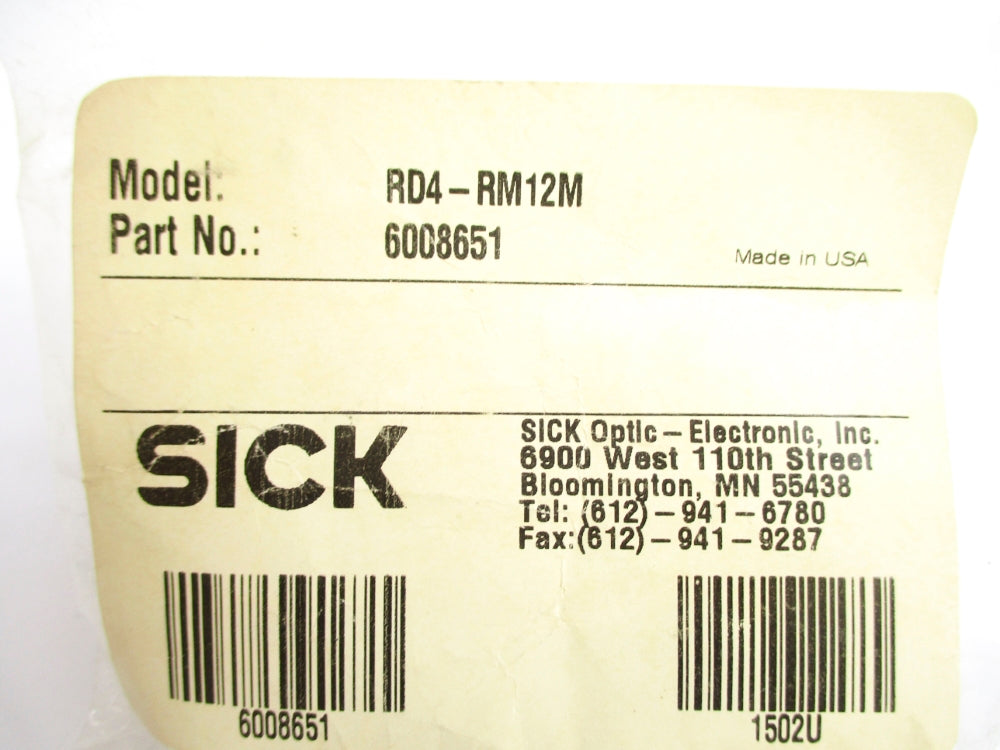 Model: RD4-RM12M
Part No.: 6008651
Made in USA
SICK
SICK Optic-Electronic, Inc.
6900 West 110th Street
Bloomington, MN 55438
Tel: (612)-941-6780
Fax:(612)-941-9287
6008651
1502U